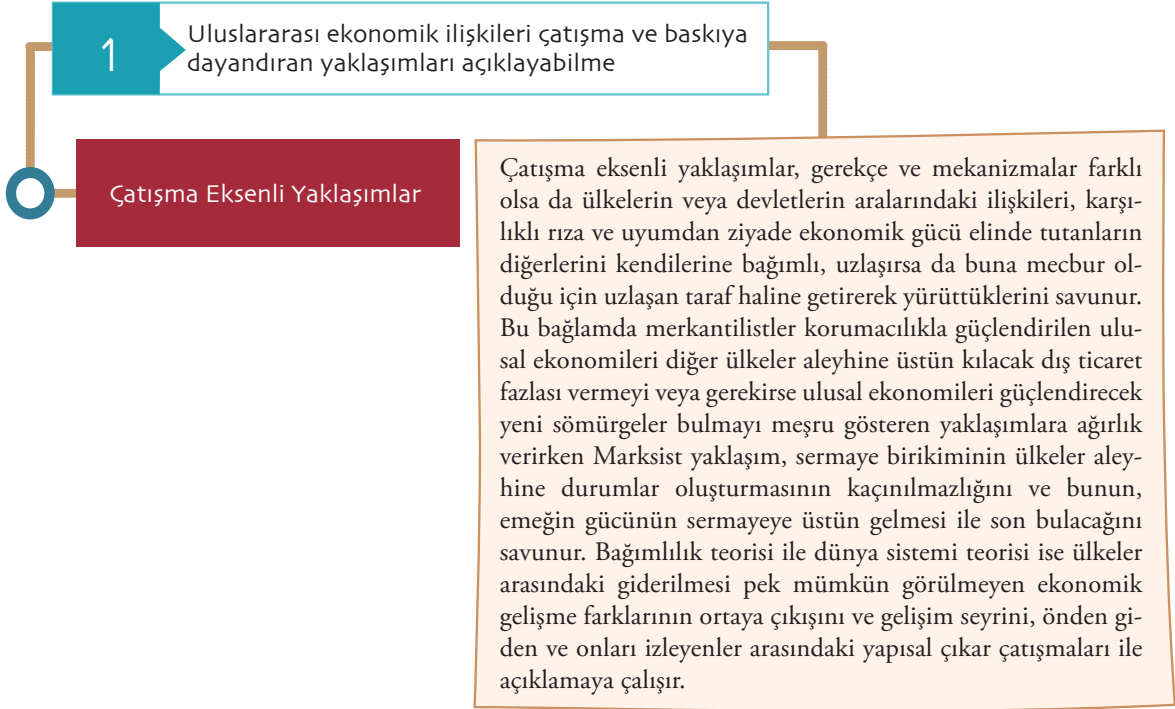 1
Uluslararası ekonomik ilişkileri çatışma ve baskıya
dayandıran yaklaşımları açıklayabilme
Çatışma Eksenli Yaklaşımlar
Çatışma eksenli yaklaşımlar, gerekçe ve mekanizmalar farklı
olsa da ülkelerin veya devletlerin aralarındaki ilişkileri, karşı-
lıklı rıza ve uyumdan ziyade ekonomik gücü elinde tutanların
diğerlerini kendilerine bağımlı, uzlaşırsa da buna mecbur ol-
duğu için uzlaşan taraf haline getirerek yürüttüklerini savunur.
Bu bağlamda merkantilistler korumacılıkla güçlendirilen ulu-
sal ekonomileri diğer ülkeler aleyhine üstün kılacak dış ticaret
fazlası vermeyi veya gerekirse ulusal ekonomileri güçlendirecek
yeni sömürgeler bulmayı meşru gösteren yaklaşımlara ağırlık
verirken Marksist yaklaşım, sermaye birikiminin ülkeler aley-
hine durumlar oluşturmasının kaçınılmazlığını ve bunun,
emeğin gücünün sermayeye üstün gelmesi ile son bulacağını
savunur. Bağımlılık teorisi ile dünya sistemi teorisi ise ülkeler
arasındaki giderilmesi pek mümkün görülmeyen ekonomik
gelişme farklarının ortaya çıkışını ve gelişim seyrini, önden gi-
den ve onları izleyenler arasındaki yapısal çıkar çatışmaları ile
açıklamaya çalışır.